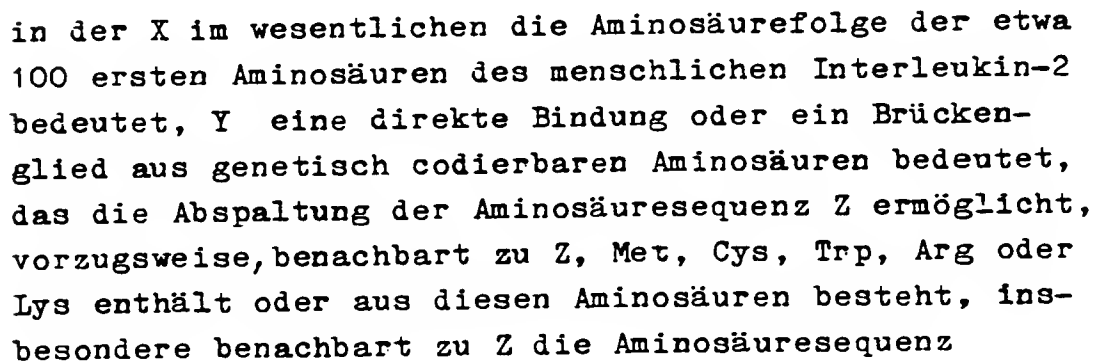 in der X im wesentlichen die Aminosäurefolge der etwa
100 ersten Aminosäuren des menschlichen Interleukin-2
bedeutet, Y eine direkte Bindung oder ein Brücken-
glied aus genetisch codierbaren Aminosäuren bedeutet,
das die Abspaltung der Aminosäuresequenz Z ermöglicht,
vorzugsweise, benachbart zu Z, Met, Cys, Trp, Arg oder
Lys enthält oder aus diesen Aminosäuren besteht, ins-
besondere benachbart zu Z die Aminosäuresequenz